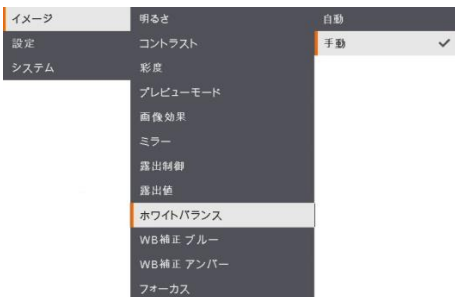 イメージ
設定
システム
明るさ
コントラスト
彩度
プレビューモード
画像効果
ミラー
露出制御
露出値
ホワイトバランス
WB補正 ブルー
WB補正 アンバー
フォーカス
自動
手動